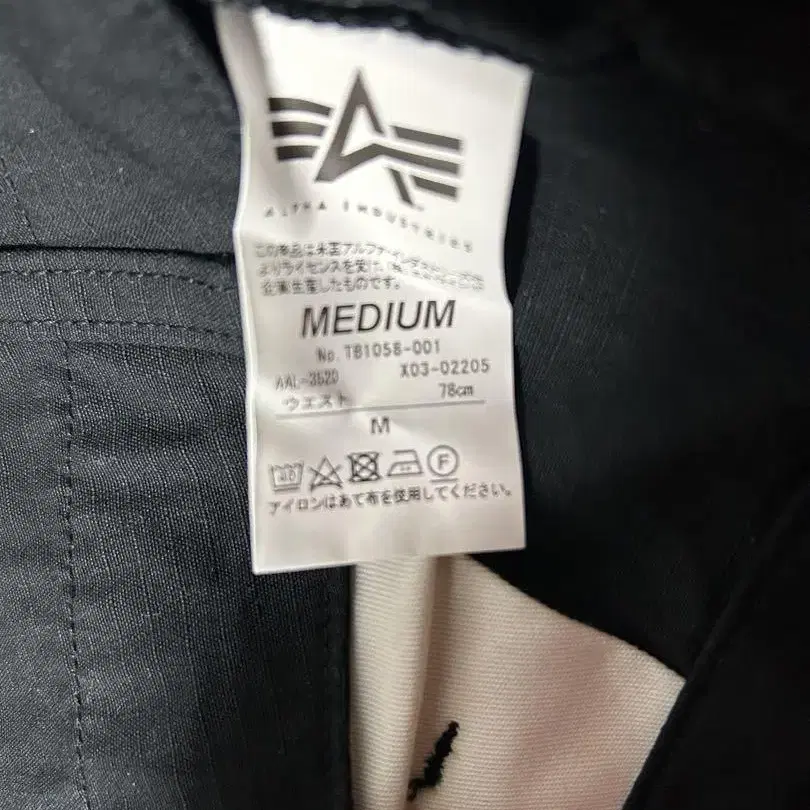 ALPHA INDUSTRIES
この商品は米国アルファ・インダストリーズ社
よりライセンスを受け、
企業生産したものです。
MEDIUM
No. TB1058-001
AAL-3520 X03-02205
ウエスト 78cm
M
40
F
アイロンはあて布を使用してください。